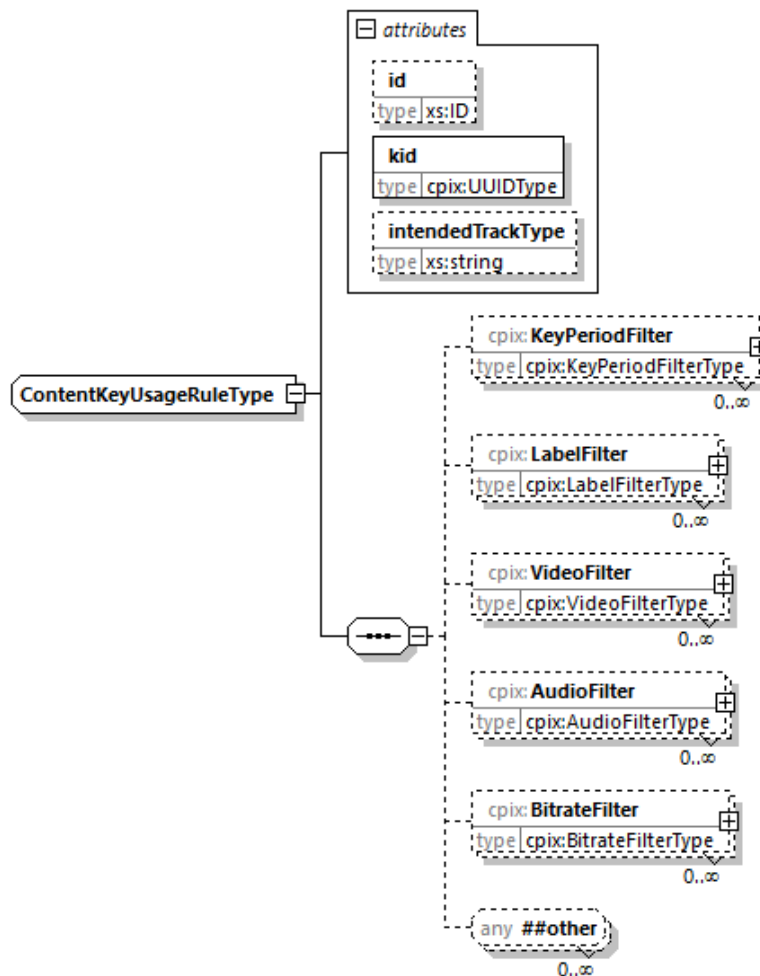 attributes
id
type xs:ID
kid
type cpix:UUIDType
intendedTrackType
type xs:string
ContentKeyUsageRuleType
cpix:KeyPeriodFilter
type cpix:KeyPeriodFilterType
0..∞
cpix:LabelFilter
type cpix:LabelFilterType
0..∞
cpix:VideoFilter
type cpix:VideoFilterType
0..∞
cpix:AudioFilter
type cpix:AudioFilterType
0..∞
cpix:BitrateFilter
type cpix:BitrateFilterType
0..∞
any ##other
0..∞